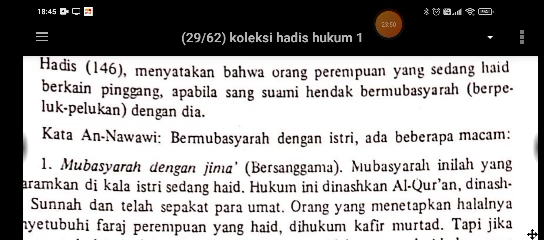 18:45
23:50
(29/62) koleksi hadis hukum 1
Hadis (146), menyatakan bahwa orang perempuan yang sedang haid
berkain pinggang, apabila sang suami hendak bermubasyarah (berpe-
luk-pelukan) dengan dia.
Kata An-Nawawi: Bermubasyarah dengan istri, ada beberapa macam:
1. Mubasyarah dengan jima' (Bersanggama). Mubasyarah inilah yang
aramkan di kala istri sedang haid. Hukum ini dinashkan Al-Qur'an, dinash-
Sunnah dan telah sepakat para umat. Orang yang menetapkan halalnya
nyetubuhi faraj perempuan yang haid, dihukum kafir murtad. Tapi jika